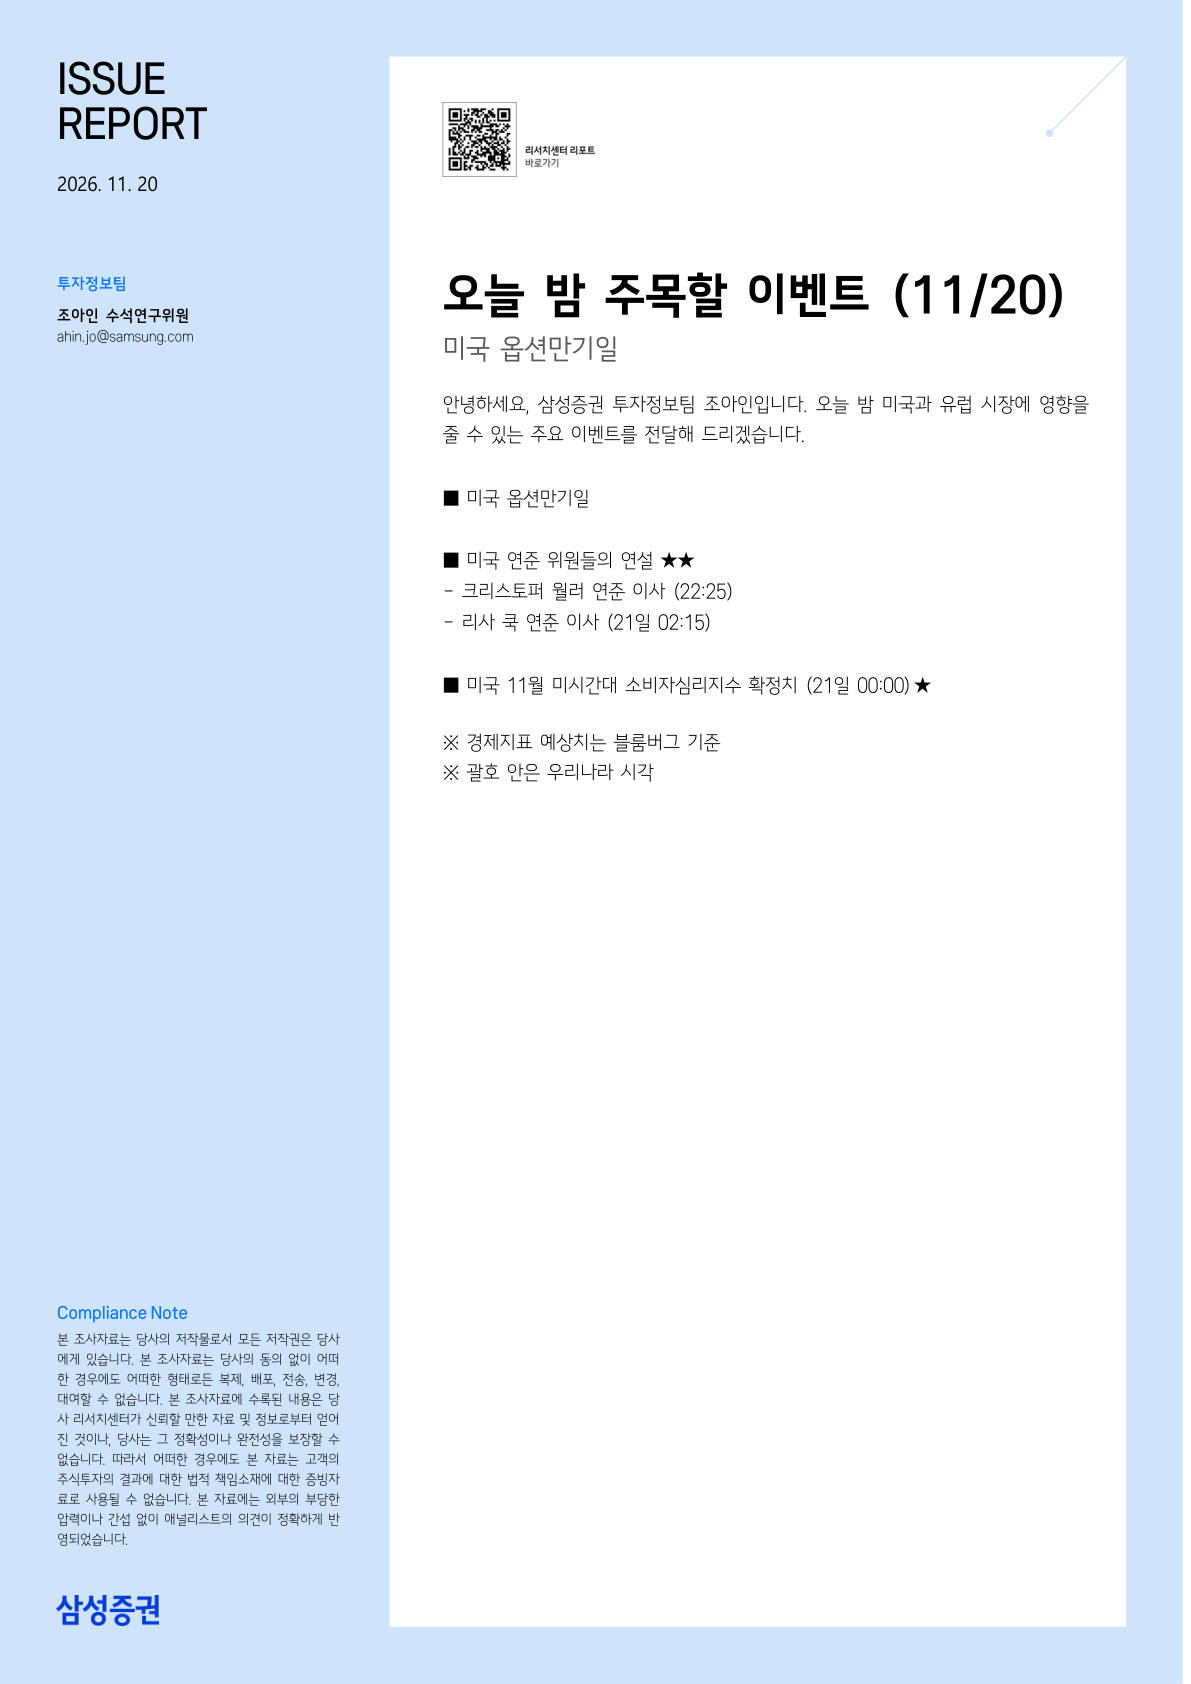 ISSUE
REPORT
2026. 11. 20
투자정보팀
조아인 수석연구위원
ahin.jo@samsung.com
리서치센터 리포트
바로가기
오늘 밤 주목할 이벤트 (11/20)
미국 옵션만기일
안녕하세요, 삼성증권 투자정보팀 조아인입니다. 오늘 밤 미국과 유럽 시장에 영향을
줄 수 있는 주요 이벤트를 전달해 드리겠습니다.
■ 미국 옵션만기일
■ 미국 연준 위원들의 연설 ★★
- 크리스토퍼 월러 연준 이사 (22:25)
- 리사 쿡 연준 이사 (21일 02:15)
■ 미국 11월 미시간대 소비자심리지수 확정치 (21일 00:00) ★
※ 경제지표 예상치는 블룸버그 기준
※ 괄호 안은 우리나라 시각
Compliance Note
본 조사자료는 당사의 저작물로서 모든 저작권은 당사
에게 있습니다. 본 조사자료는 당사의 동의 없이 어떠
한 경우에도 어떠한 형태로든 복제, 배포, 전송, 변경,
대여할 수 없습니다. 본 조사자료에 수록된 내용은 당
사 리서치센터가 신뢰할 만한 자료 및 정보로부터 얻어
진 것이나, 당사는 그 정확성이나 완전성을 보장할 수
없습니다. 따라서 어떠한 경우에도 본 자료는 고객의
주식투자의 결과에 대한 법적 책임소재에 대한 증빙자
료로 사용될 수 없습니다. 본 자료에는 외부의 부당한
압력이나 간섭 없이 애널리스트의 의견이 정확하게 반
영되었습니다.
삼성증권